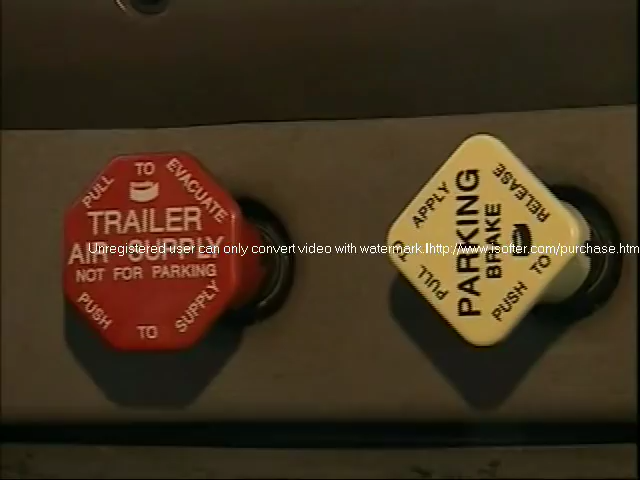 PULL TO EVACUATE
TRAILER
AIR SUPPLY
NOT FOR PARKING
PUSH TO SUPPLY
PULL TO APPLY
PARKING
BRAKE
PUSH TO RELEASE
Unregistered user can only convert video with watermark.lhttp://www.isofter.com/purchase.htm